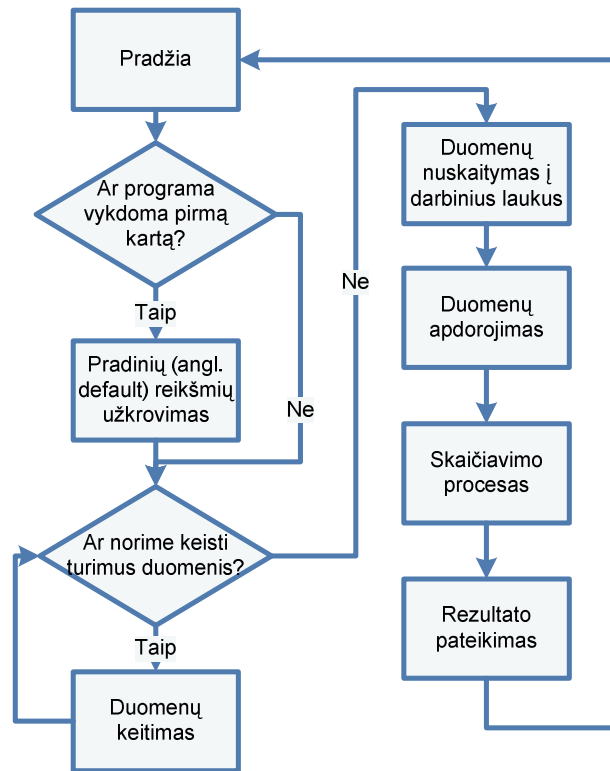 Pradžia
Ar programa
vykdoma pirmą
kartą?
Taip
Ne
Pradinių (angl.
default) reikšmių
užkrovimas
Ar norime keisti
turimus duomenis?
Taip
Ne
Duomenų
keitimas
Duomenų
nuskaitymas į
darbinius laukus
Duomenų
apdorojimas
Skaičiavimo
procesas
Rezultato
pateikimas